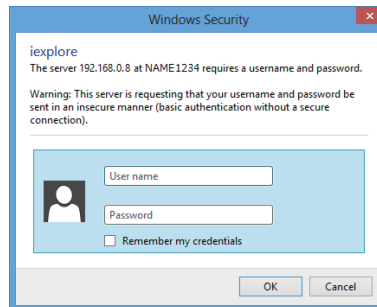 Windows Security
iexplore
The server 192.168.0.8 at NAME1234 requires a username and password.
Warning: This server is requesting that your username and password be
sent in an insecure manner (basic authentication without a secure
connection).
User name
Password
Remember my credentials
OK
Cancel